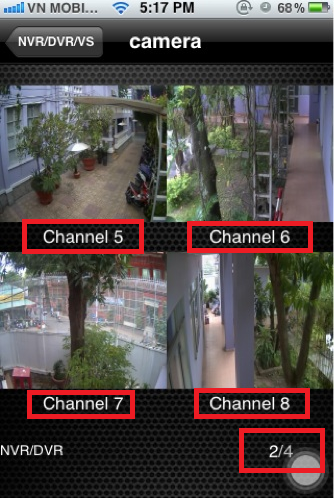 VN MOBI... 5:17 PM 68%
NVR/DVR/VS camera
Channel 5 Channel 6
Channel 7 Channel 8
NVR/DVR 2/4